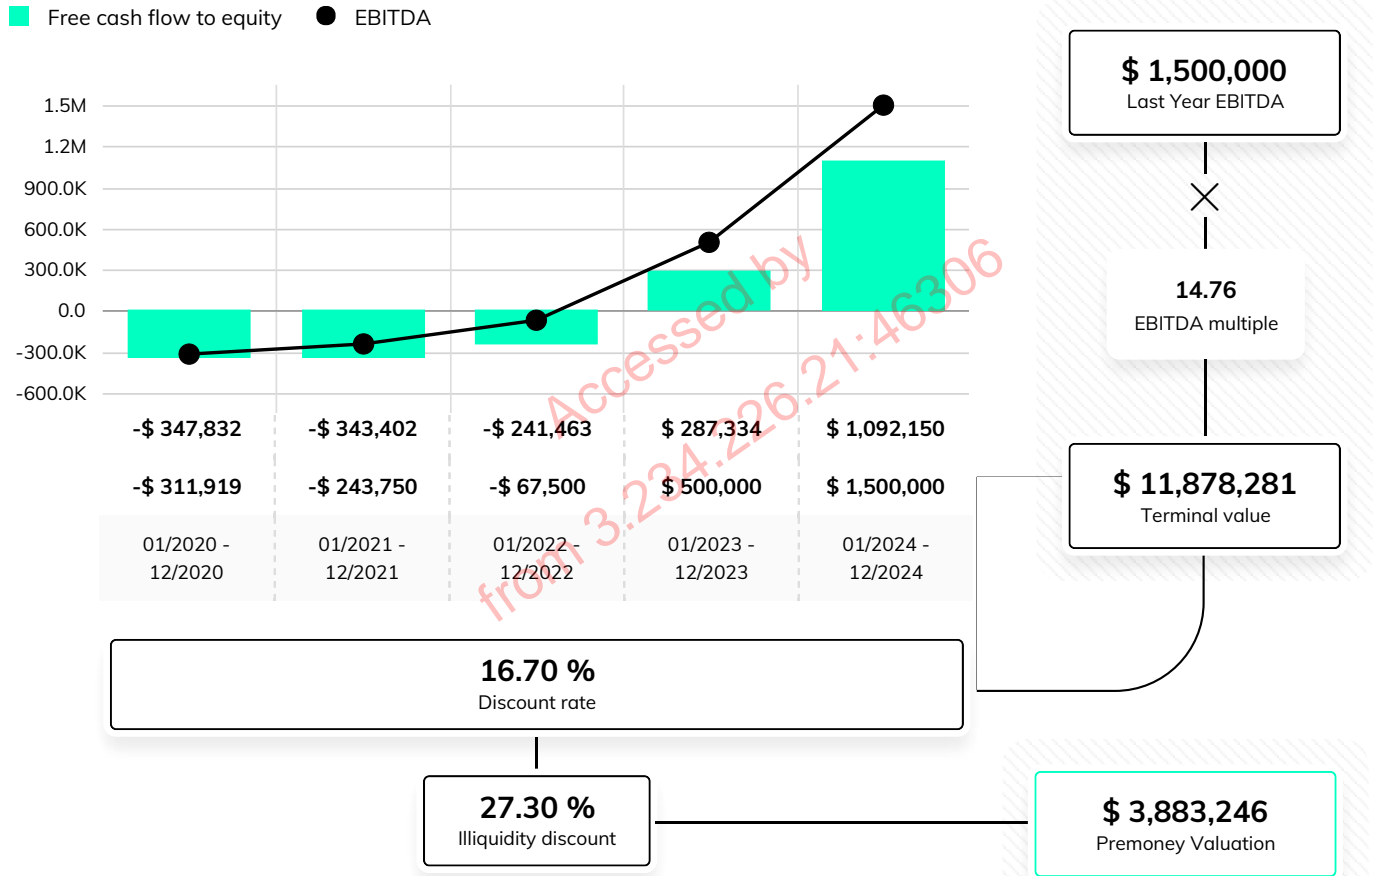 Free cash flow to equity
EBITDA
1.5M
1.2M
900.0K
600.0K
300.0K
0.0
-300.0K
-600.0K
-$ 347,832
-$ 343,402
-$ 241,463
$ 287,334
$ 1,092,150
-$ 311,919
-$ 243,750
-$ 67,500
$ 500,000
$ 1,500,000
01/2020 -
12/2020
01/2021 -
12/2021
01/2022 -
12/2022
01/2023 -
12/2023
01/2024 -
12/2024
$ 1,500,000
Last Year EBITDA
14.76
EBITDA multiple
$ 11,878,281
Terminal value
16.70 %
Discount rate
27.30 %
Illiquidity discount
$ 3,883,246
Premoney Valuation
Accessed by
from 3.234.226.21:46306